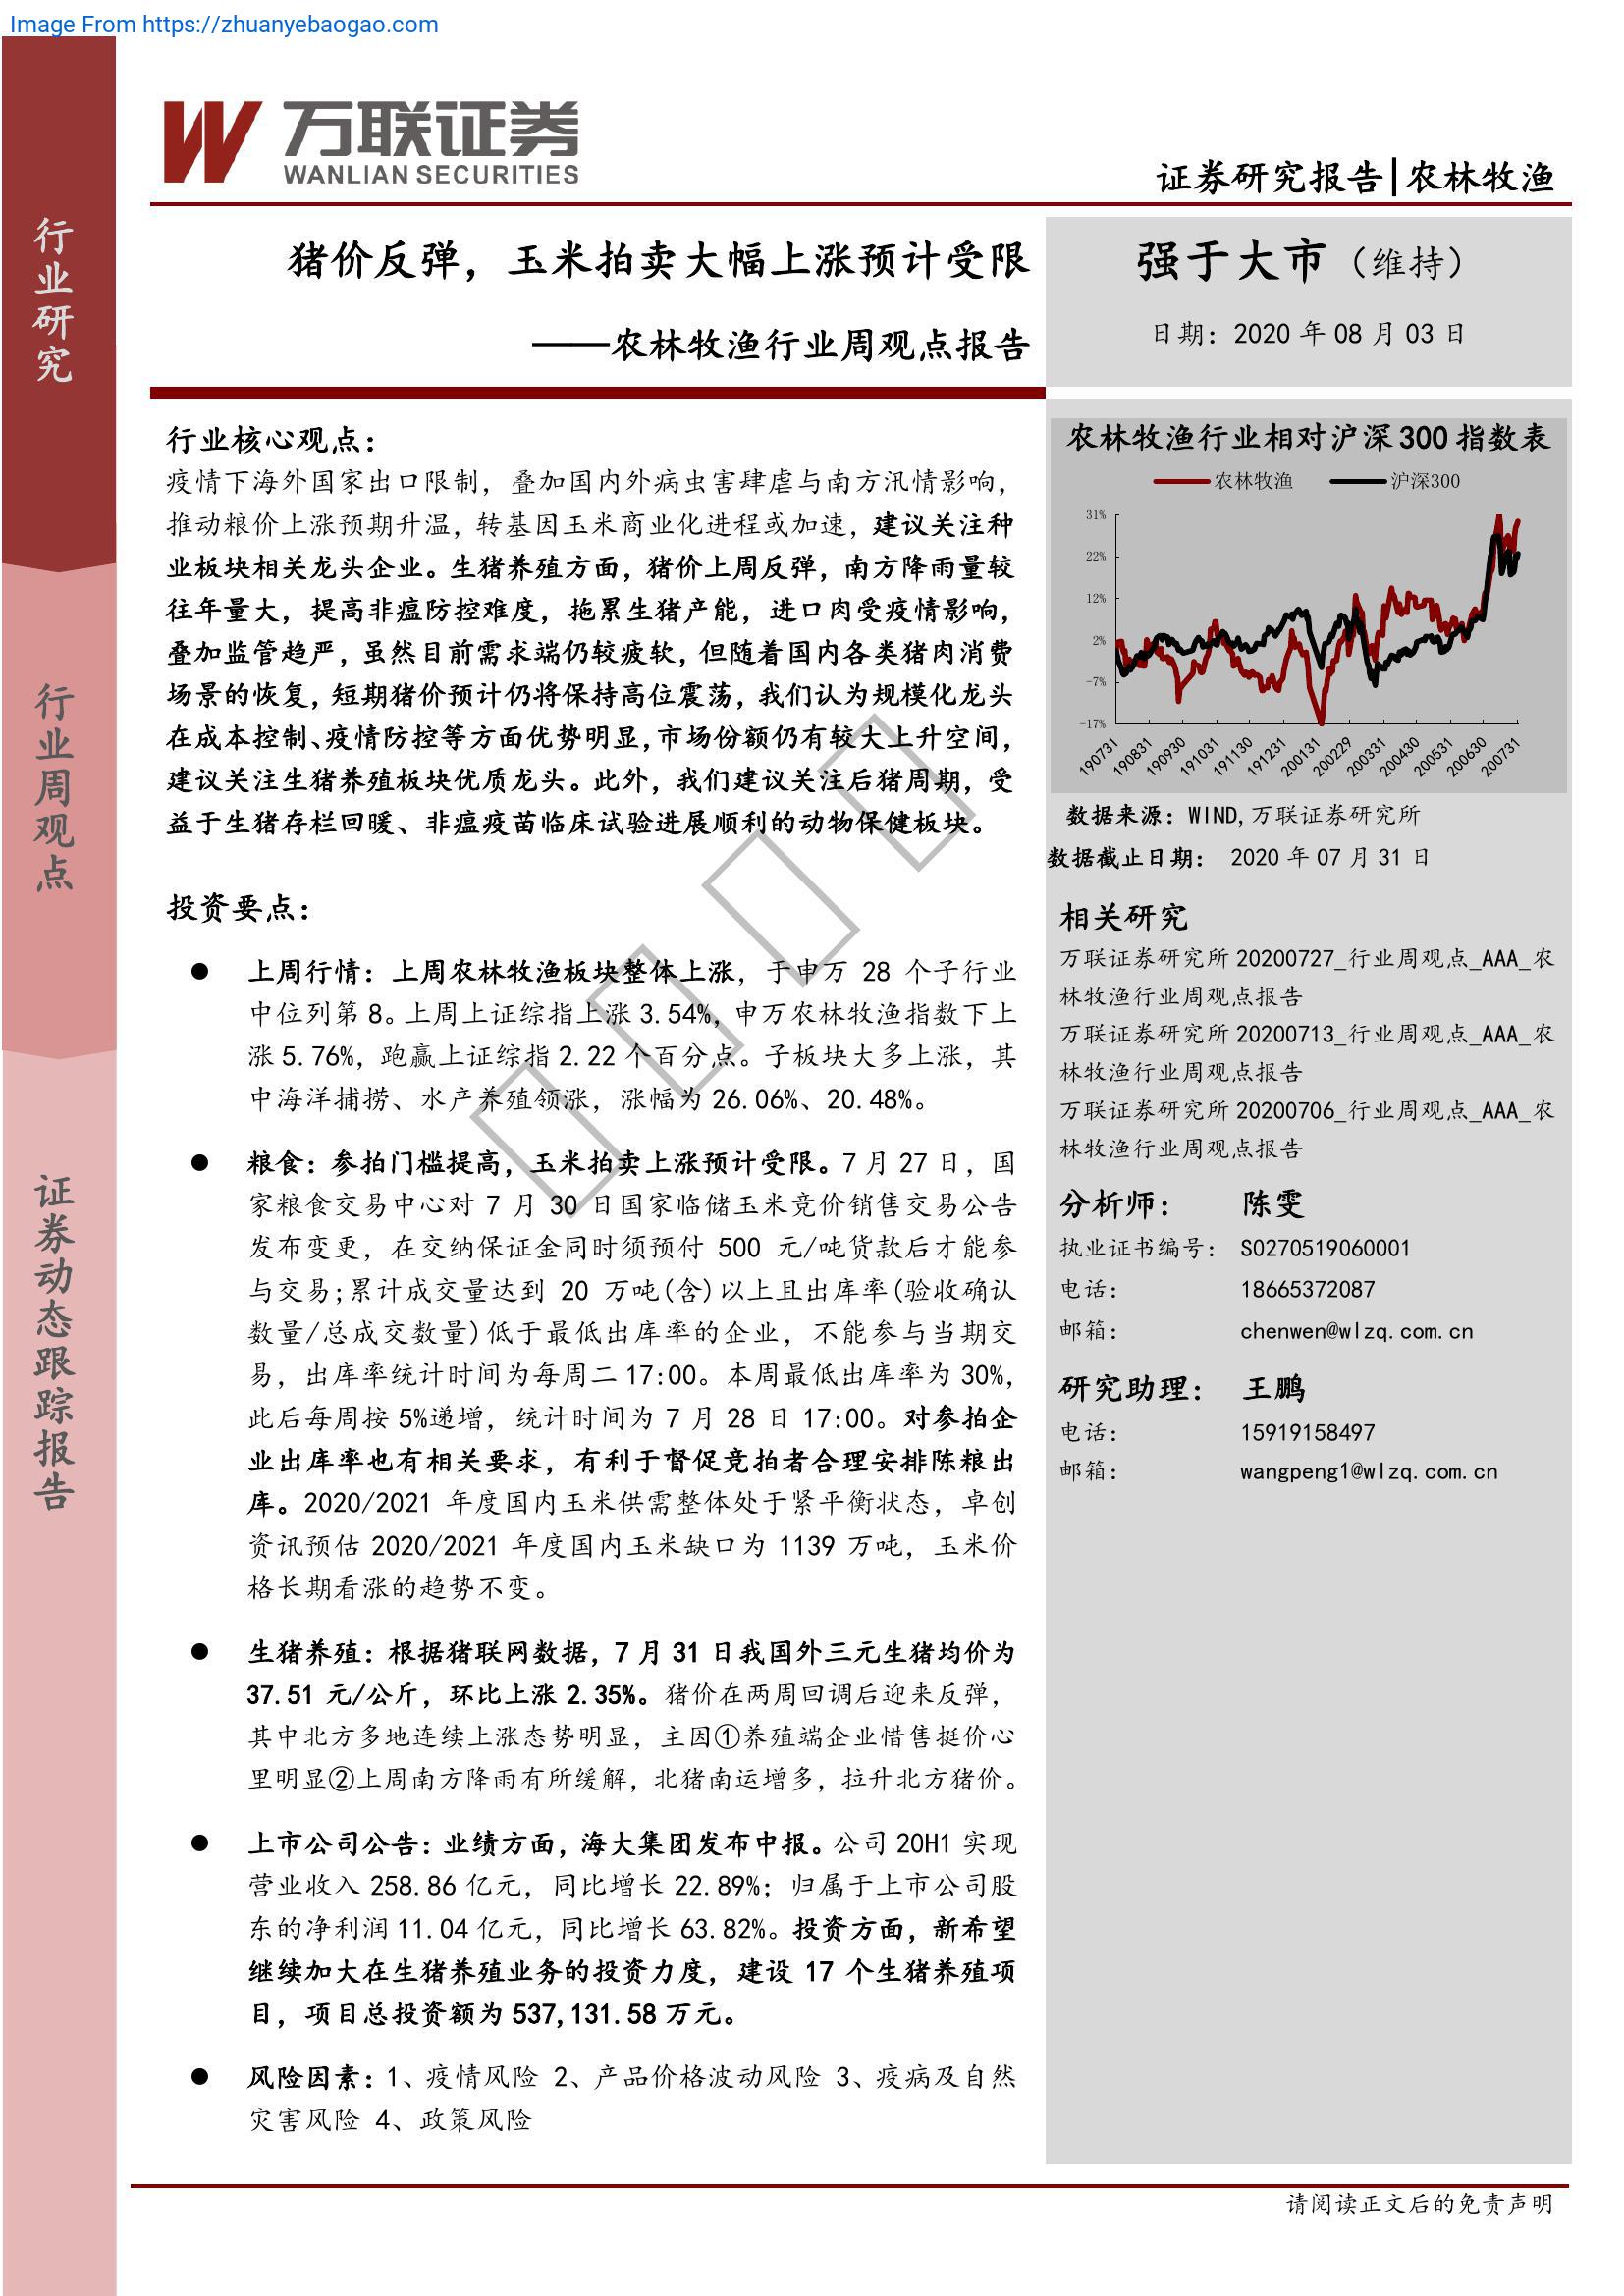 Image From https://zhuanyebaogao.com
万联证券
WANLIAN SECURITIES
证券研究报告|农林牧渔
行业研究
行业周观点
证券动态跟踪报告
猪价反弹，玉米拍卖大幅上涨预计受限
——农林牧渔行业周观点报告
强于大市（维持）
日期：2020 年 08 月 03 日
行业核心观点：
疫情下海外国家出口限制，叠加国内外病虫害肆虐与南方汛情影响，
推动粮价上涨预期升温，转基因玉米商业化进程或加速，建议关注种
业板块相关龙头企业。生猪养殖方面，猪价上周反弹，南方降雨量较
往年量大，提高非瘟防控难度，拖累生猪产能，进口肉受疫情影响，
叠加监管趋严，虽然目前需求端仍较疲软，但随着国内各类猪肉消费
场景的恢复，短期猪价预计仍将保持高位震荡，我们认为规模化龙头
在成本控制、疫情防控等方面优势明显，市场份额仍有较大上升空间，
建议关注生猪养殖板块优质龙头。此外，我们建议关注后猪周期，受
益于生猪存栏回暖、非瘟疫苗临床试验进展顺利的动物保健板块。
投资要点：
● 上周行情：上周农林牧渔板块整体上涨，于申万 28 个子行业
中位列第 8。上周上证综指上涨 3.54%，申万农林牧渔指数下上
涨 5.76%，跑赢上证综指 2.22 个百分点。子板块大多上涨，其
中海洋捕捞、水产养殖领涨，涨幅为 26.06%、20.48%。
● 粮食：参拍门槛提高，玉米拍卖上涨预计受限。7 月 27 日，国
家粮食交易中心对 7 月 30 日国家临储玉米竞价销售交易公告
发布变更，在交纳保证金同时须预付 500 元/吨货款后才能参
与交易;累计成交量达到 20 万吨(含)以上且出库率(验收确认
数量/总成交数量)低于最低出库率的企业，不能参与当期交
易，出库率统计时间为每周二 17:00。本周最低出库率为 30%，
此后每周按 5%递增，统计时间为 7 月 28 日 17:00。对参拍企
业出库率也有相关要求，有利于督促竞拍者合理安排陈粮出
库。2020/2021 年度国内玉米供需整体处于紧平衡状态，卓创
资讯预估 2020/2021 年度国内玉米缺口为 1139 万吨，玉米价
格长期看涨的趋势不变。
● 生猪养殖：根据猪联网数据，7 月 31 日我国外三元生猪均价为
37.51 元/公斤，环比上涨 2.35%。猪价在两周回调后迎来反弹，
其中北方多地连续上涨态势明显，主因①养殖端企业惜售挺价心
里明显②上周南方降雨有所缓解，北猪南运增多，拉升北方猪价。
● 上市公司公告：业绩方面，海大集团发布中报。公司 20H1 实现
营业收入 258.86 亿元，同比增长 22.89%；归属于上市公司股
东的净利润 11.04 亿元，同比增长 63.82%。投资方面，新希望
继续加大在生猪养殖业务的投资力度，建设 17 个生猪养殖项
目，项目总投资额为 537,131.58 万元。
● 风险因素：1、疫情风险 2、产品价格波动风险 3、疫病及自然
灾害风险 4、政策风险
农林牧渔行业相对沪深 300 指数表
农林牧渔 沪深300
31%
22%
12%
2%
-7%
-17%
190731 190831 190930 191031 191130 191231 200131 200229 200331 200430 200531 200630 200731
数据来源：WIND,万联证券研究所
数据截止日期： 2020 年 07 月 31 日
相关研究
万联证券研究所 20200727_行业周观点_AAA_农
林牧渔行业周观点报告
万联证券研究所 20200713_行业周观点_AAA_农
林牧渔行业周观点报告
万联证券研究所 20200706_行业周观点_AAA_农
林牧渔行业周观点报告
分析师： 陈雯
执业证书编号： S0270519060001
电话： 18665372087
邮箱： chenwen@wlzq.com.cn
研究助理： 王鹏
电话： 15919158497
邮箱： wangpeng1@wlzq.com.cn
请阅读正文后的免责声明